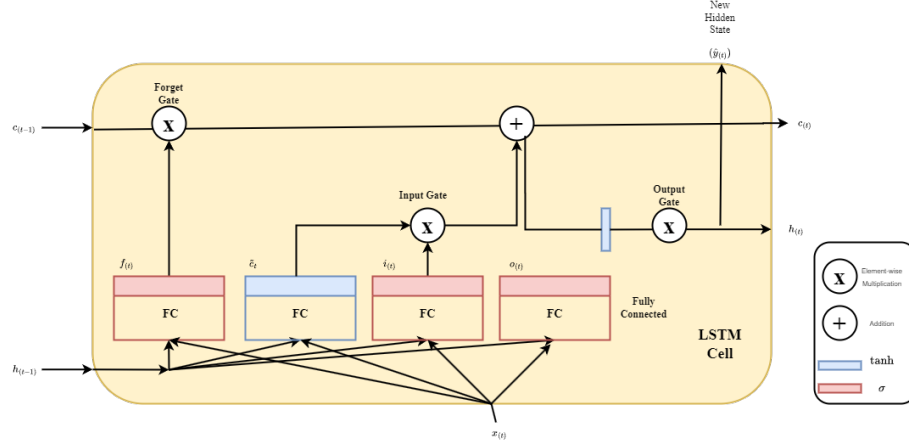 New
Hidden
State
(ŷ(t))
Forget
Gate
c(t-1)
X
+
c(t)
Input Gate
X
Output
Gate
X
h(t)
f(t)
c̃t
i(t)
o(t)
FC
FC
FC
FC
Fully
Connected
LSTM
Cell
h(t-1)
x(t)
X
Element-wise
Multiplication
+
Addition
tanh
σ